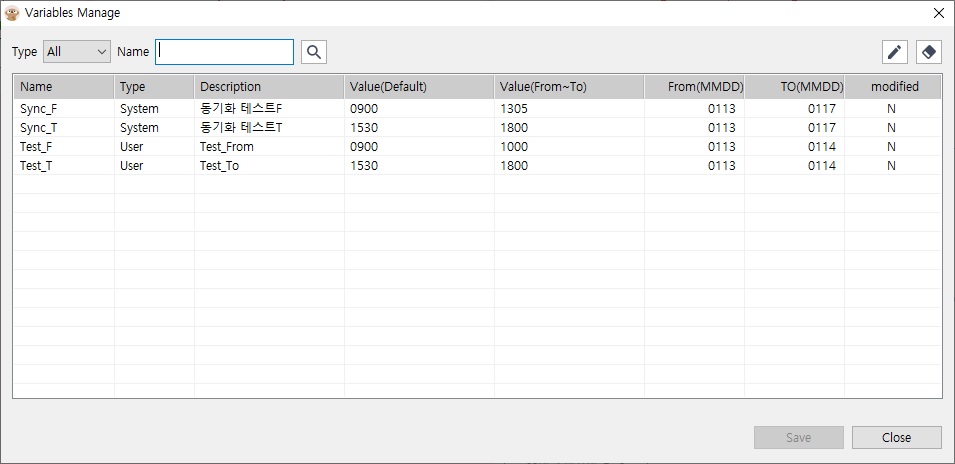 Variables Manage
Type All Name
Name Type Description Value(Default) Value(From~To) From(MMDD) TO(MMDD) modified
Sync_F System 동기화 테스트F 0900 1305 0113 0117 N
Sync_T System 동기화 테스트T 1530 1800 0113 0117 N
Test_F User Test_From 0900 1000 0113 0114 N
Test_T User Test_To 1530 1800 0113 0114 N
Save Close